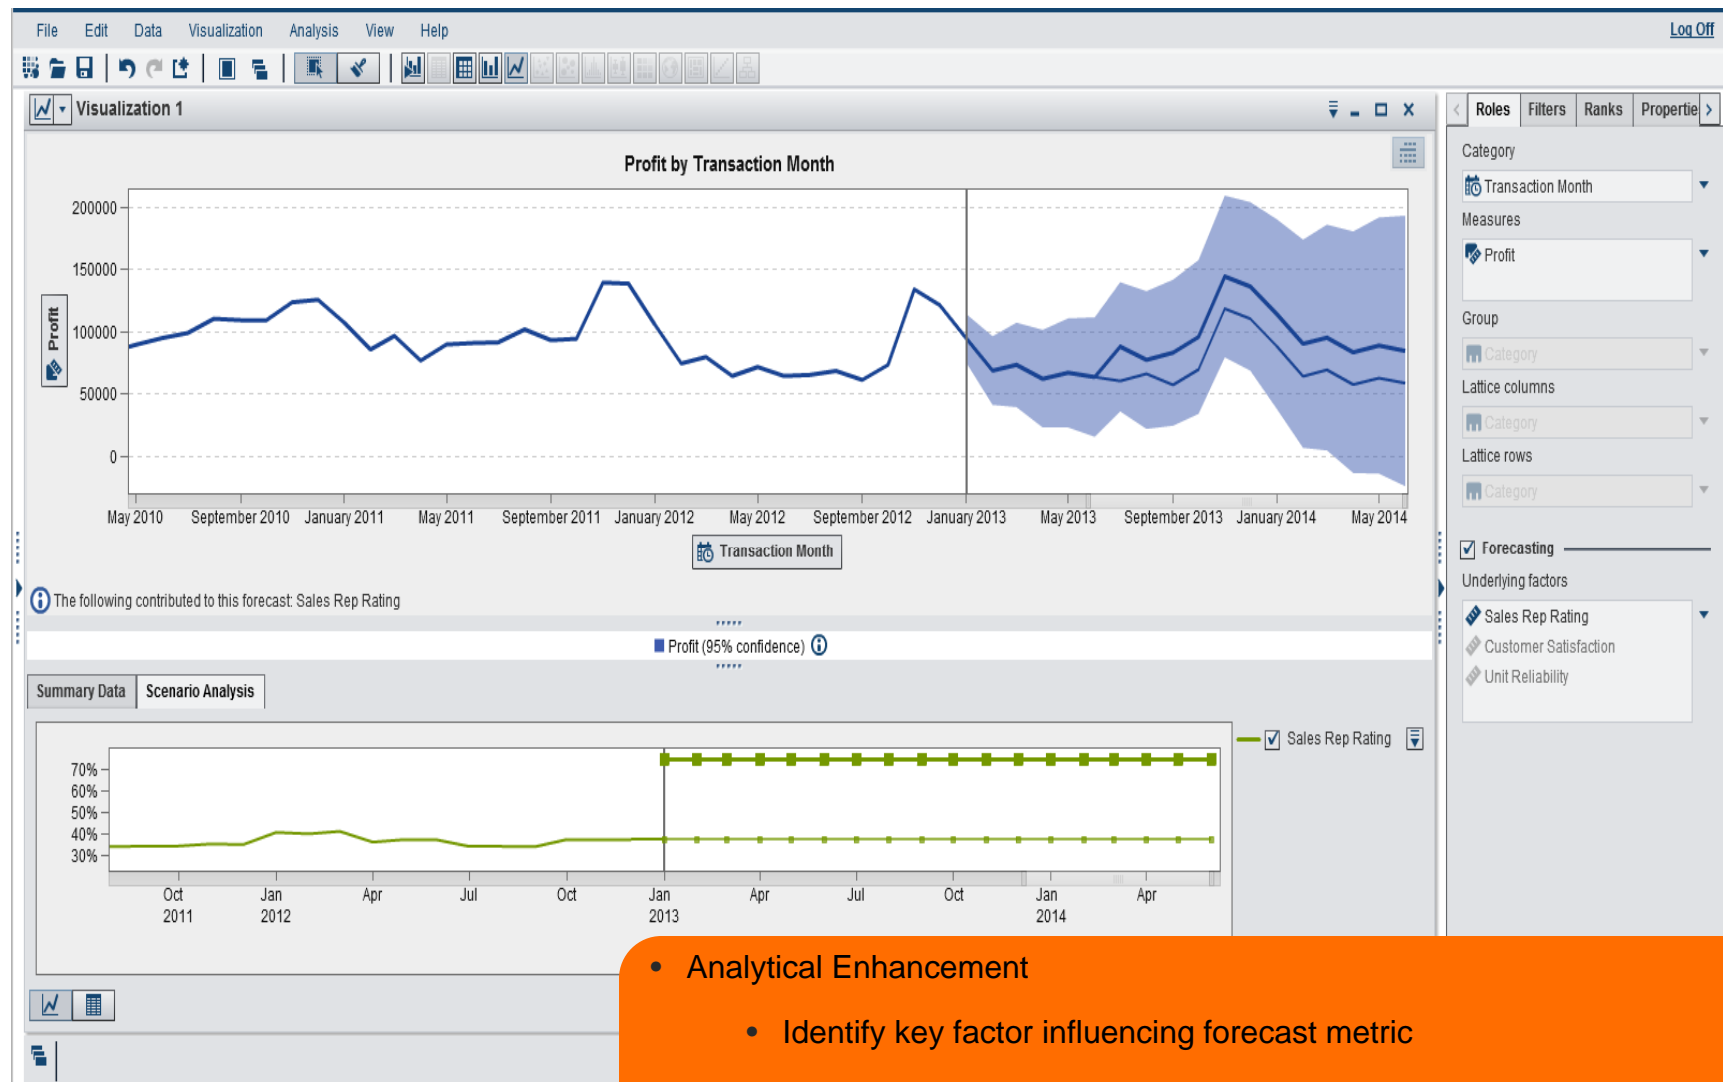 File Edit Data Visualization Analysis View Help Log Off
Visualization 1
Roles Filters Ranks Propertie
Profit by Transaction Month
Category
Transaction Month
Measures
Profit
Group
Category
Lattice columns
Category
Lattice rows
Category
Forecasting
Underlying factors
Sales Rep Rating
Customer Satisfaction
Unit Reliability
200000
150000
100000
50000
0
Profit
May 2010 September 2010 January 2011 May 2011 September 2011 January 2012 May 2012 September 2012 January 2013 May 2013 September 2013 January 2014 May 2014
Transaction Month
The following contributed to this forecast: Sales Rep Rating
Profit (95% confidence)
Summary Data Scenario Analysis
Sales Rep Rating
70%
60%
50%
40%
30%
Oct Jan Apr Jul Oct Jan Apr Jul Oct Jan Apr
2011 2012 2013 2014
• Analytical Enhancement
• Identify key factor influencing forecast metric